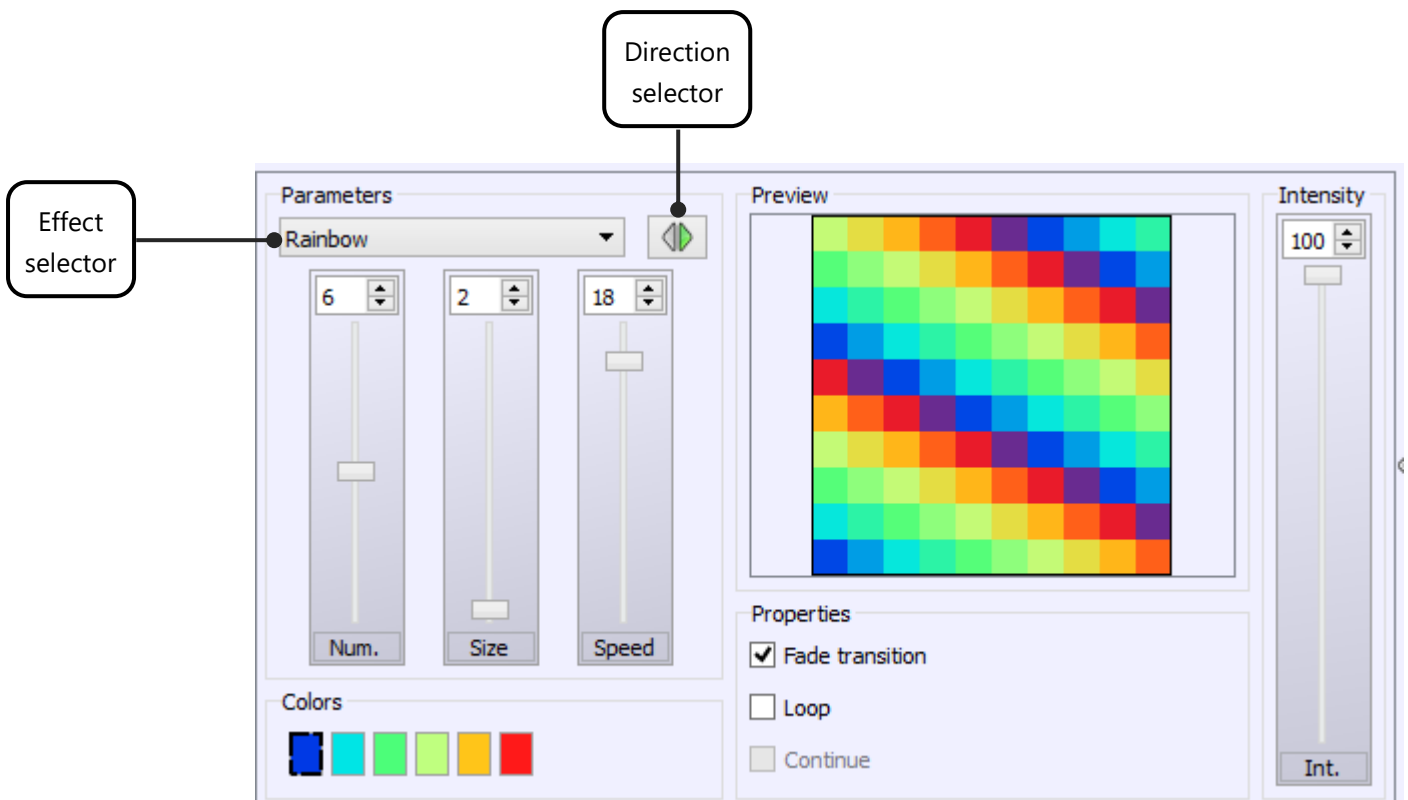 Direction
selector
Effect
selector
Parameters
Rainbow
6
2
18
Num.
Size
Speed
Colors
Preview
Properties
Fade transition
Loop
Continue
Intensity
100
Int.